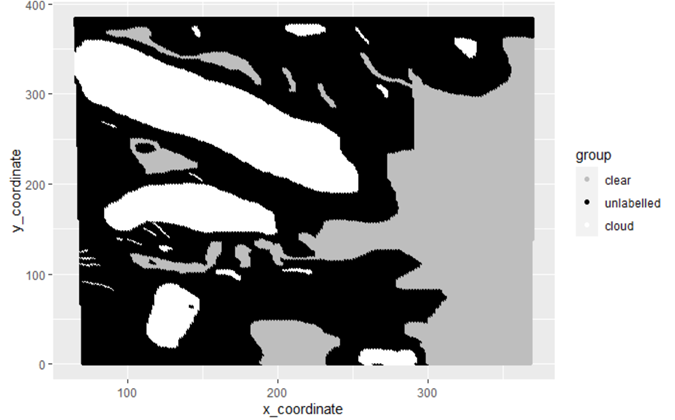 400
300
200
100
0
y_coordinate
100
200
300
x_coordinate
group
clear
unlabelled
cloud